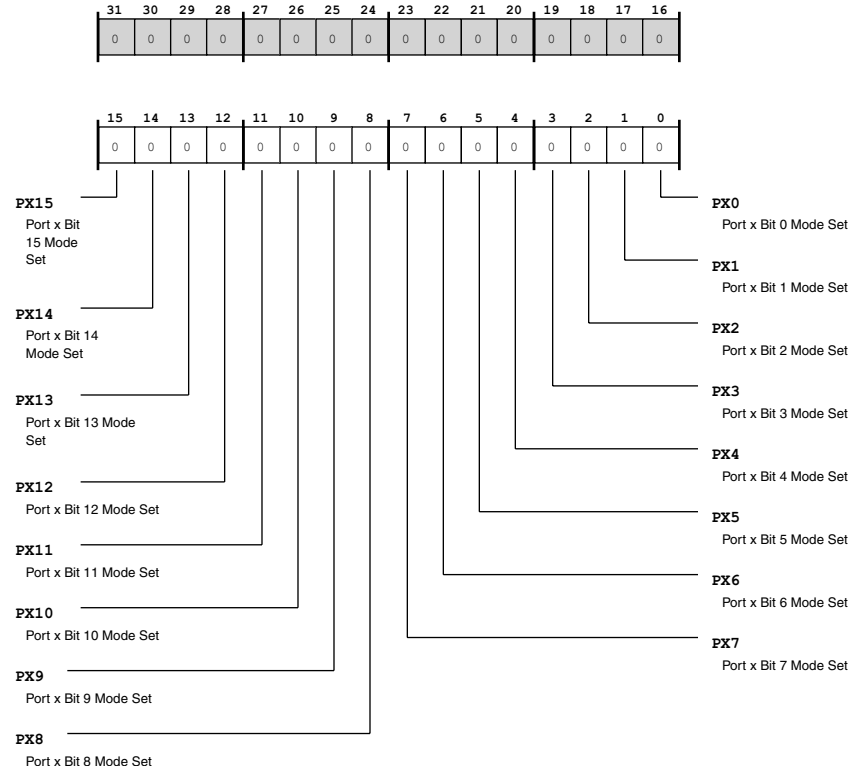 31 30 29 28 27 26 25 24 23 22 21 20 19 18 17 16
0 0 0 0 0 0 0 0 0 0 0 0 0 0 0 0
15 14 13 12 11 10 9 8 7 6 5 4 3 2 1 0
0 0 0 0 0 0 0 0 0 0 0 0 0 0 0 0
PX15
Port x Bit
15 Mode
Set
PX14
Port x Bit 14
Mode Set
PX13
Port x Bit 13 Mode
Set
PX12
Port x Bit 12 Mode Set
PX11
Port x Bit 11 Mode Set
PX10
Port x Bit 10 Mode Set
PX9
Port x Bit 9 Mode Set
PX8
Port x Bit 8 Mode Set
PX0
Port x Bit 0 Mode Set
PX1
Port x Bit 1 Mode Set
PX2
Port x Bit 2 Mode Set
PX3
Port x Bit 3 Mode Set
PX4
Port x Bit 4 Mode Set
PX5
Port x Bit 5 Mode Set
PX6
Port x Bit 6 Mode Set
PX7
Port x Bit 7 Mode Set